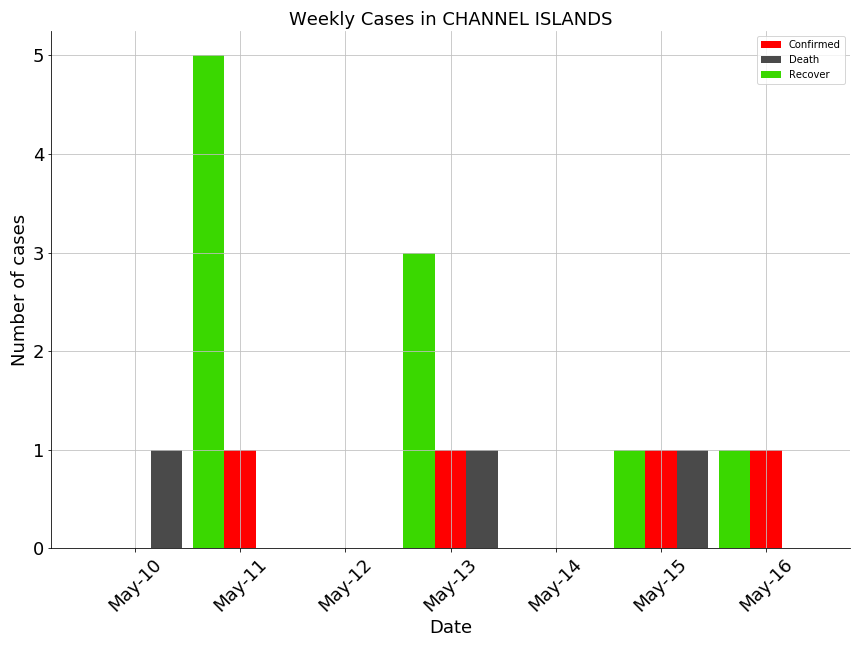 Weekly Cases in CHANNEL ISLANDS
Confirmed
Death
Recover
Number of cases
5
4
3
2
1
0
May-10
May-11
May-12
May-13
May-14
May-15
May-16
Date